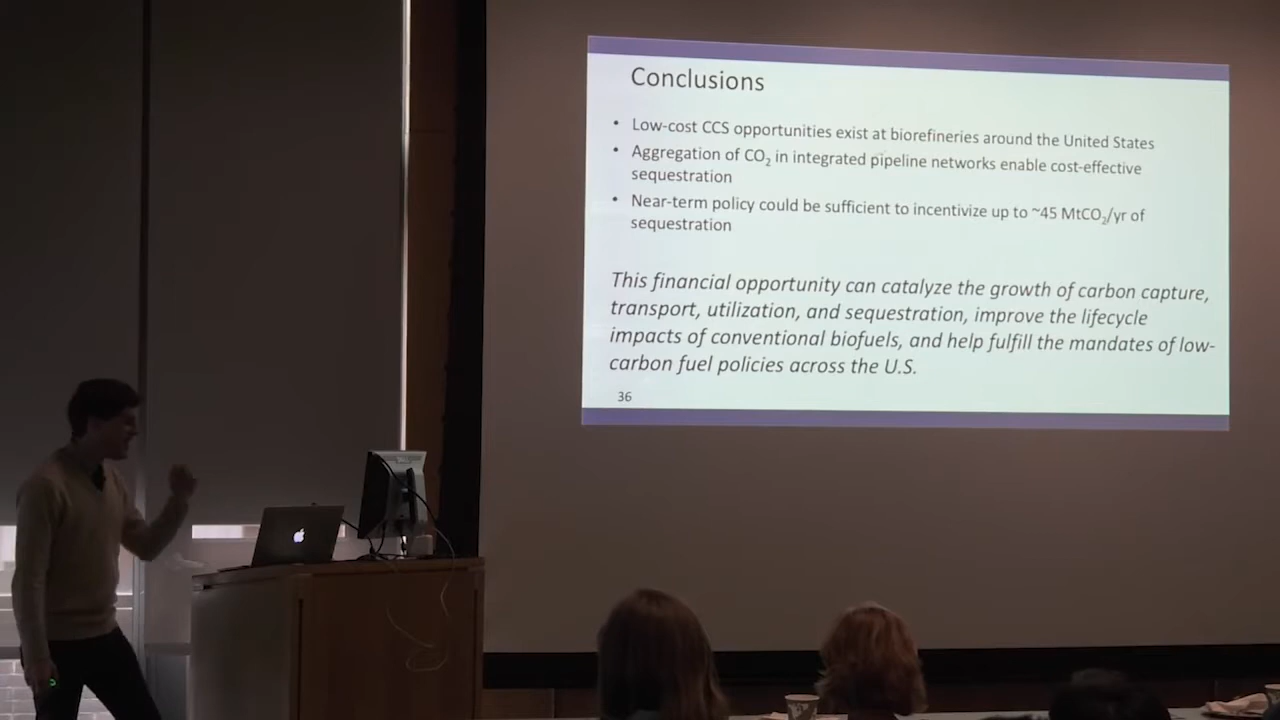 Conclusions
• Low-cost CCS opportunities exist at biorefineries around the United States
• Aggregation of CO₂ in integrated pipeline networks enable cost-effective
sequestration
• Near-term policy could be sufficient to incentivize up to ~45 MtCO₂/yr of
sequestration
This financial opportunity can catalyze the growth of carbon capture,
transport, utilization, and sequestration, improve the lifecycle
impacts of conventional biofuels, and help fulfill the mandates of low-
carbon fuel policies across the U.S.
36